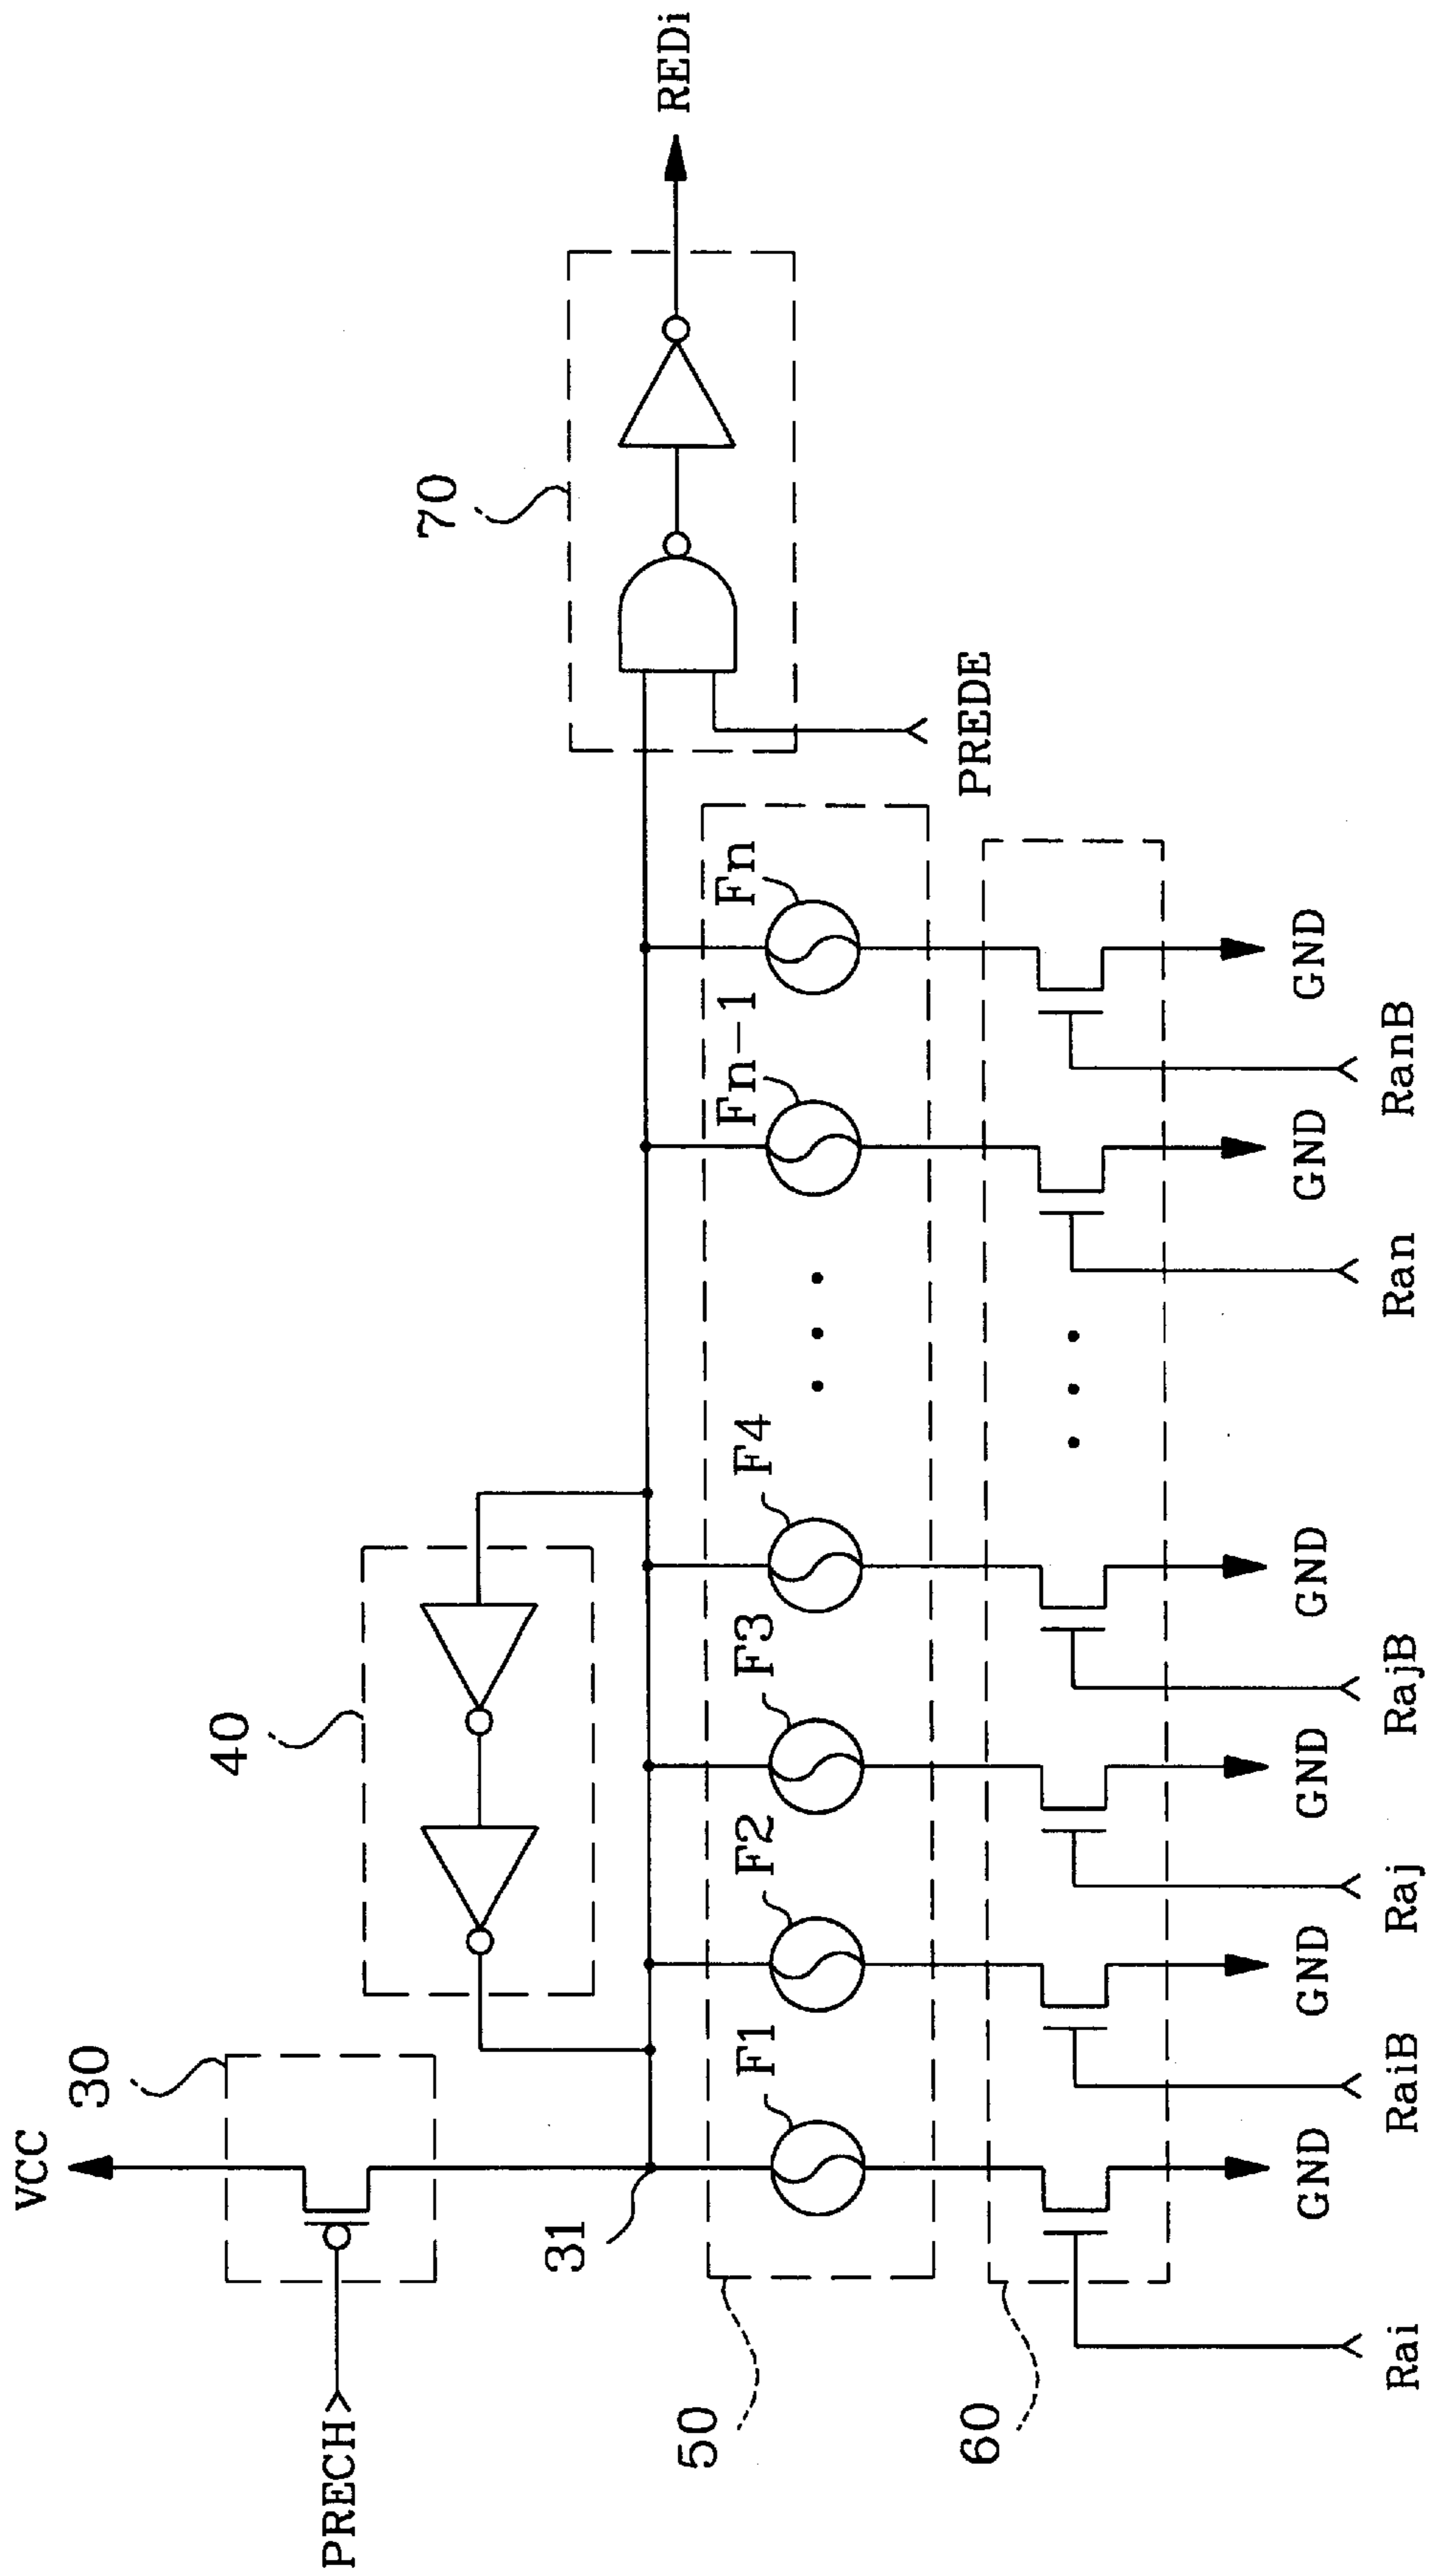 VCC
30
PRECH
40
31
70
REDi
50
F1
F2
F3
F4
Fn-1
Fn
PREDE
60
GND
GND
GND
GND
GND
GND
Rai
RaiB
Raj
RajB
Ran
RanB